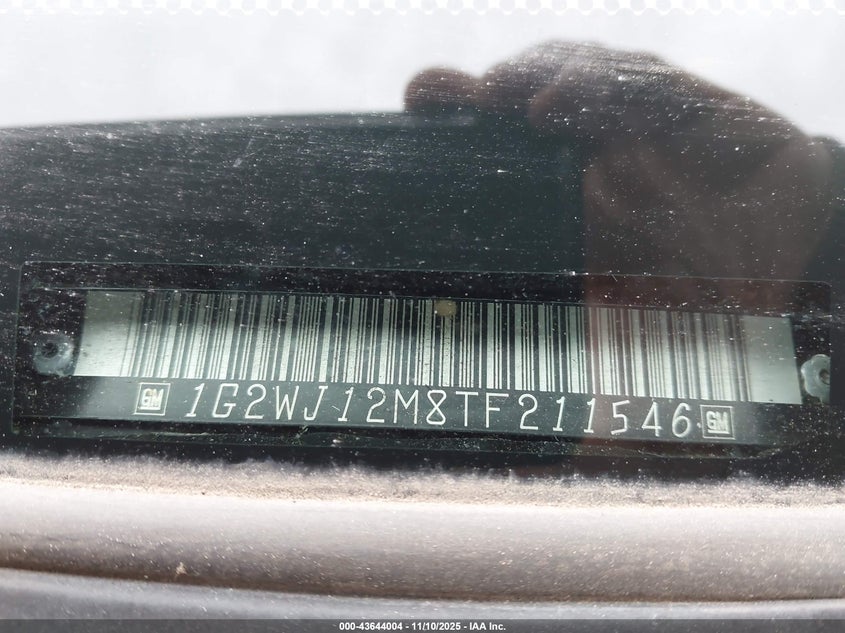 GM 1G2WJ12M8TF211546 GM
000-43644004 - 11/10/2025 - IAA Inc.